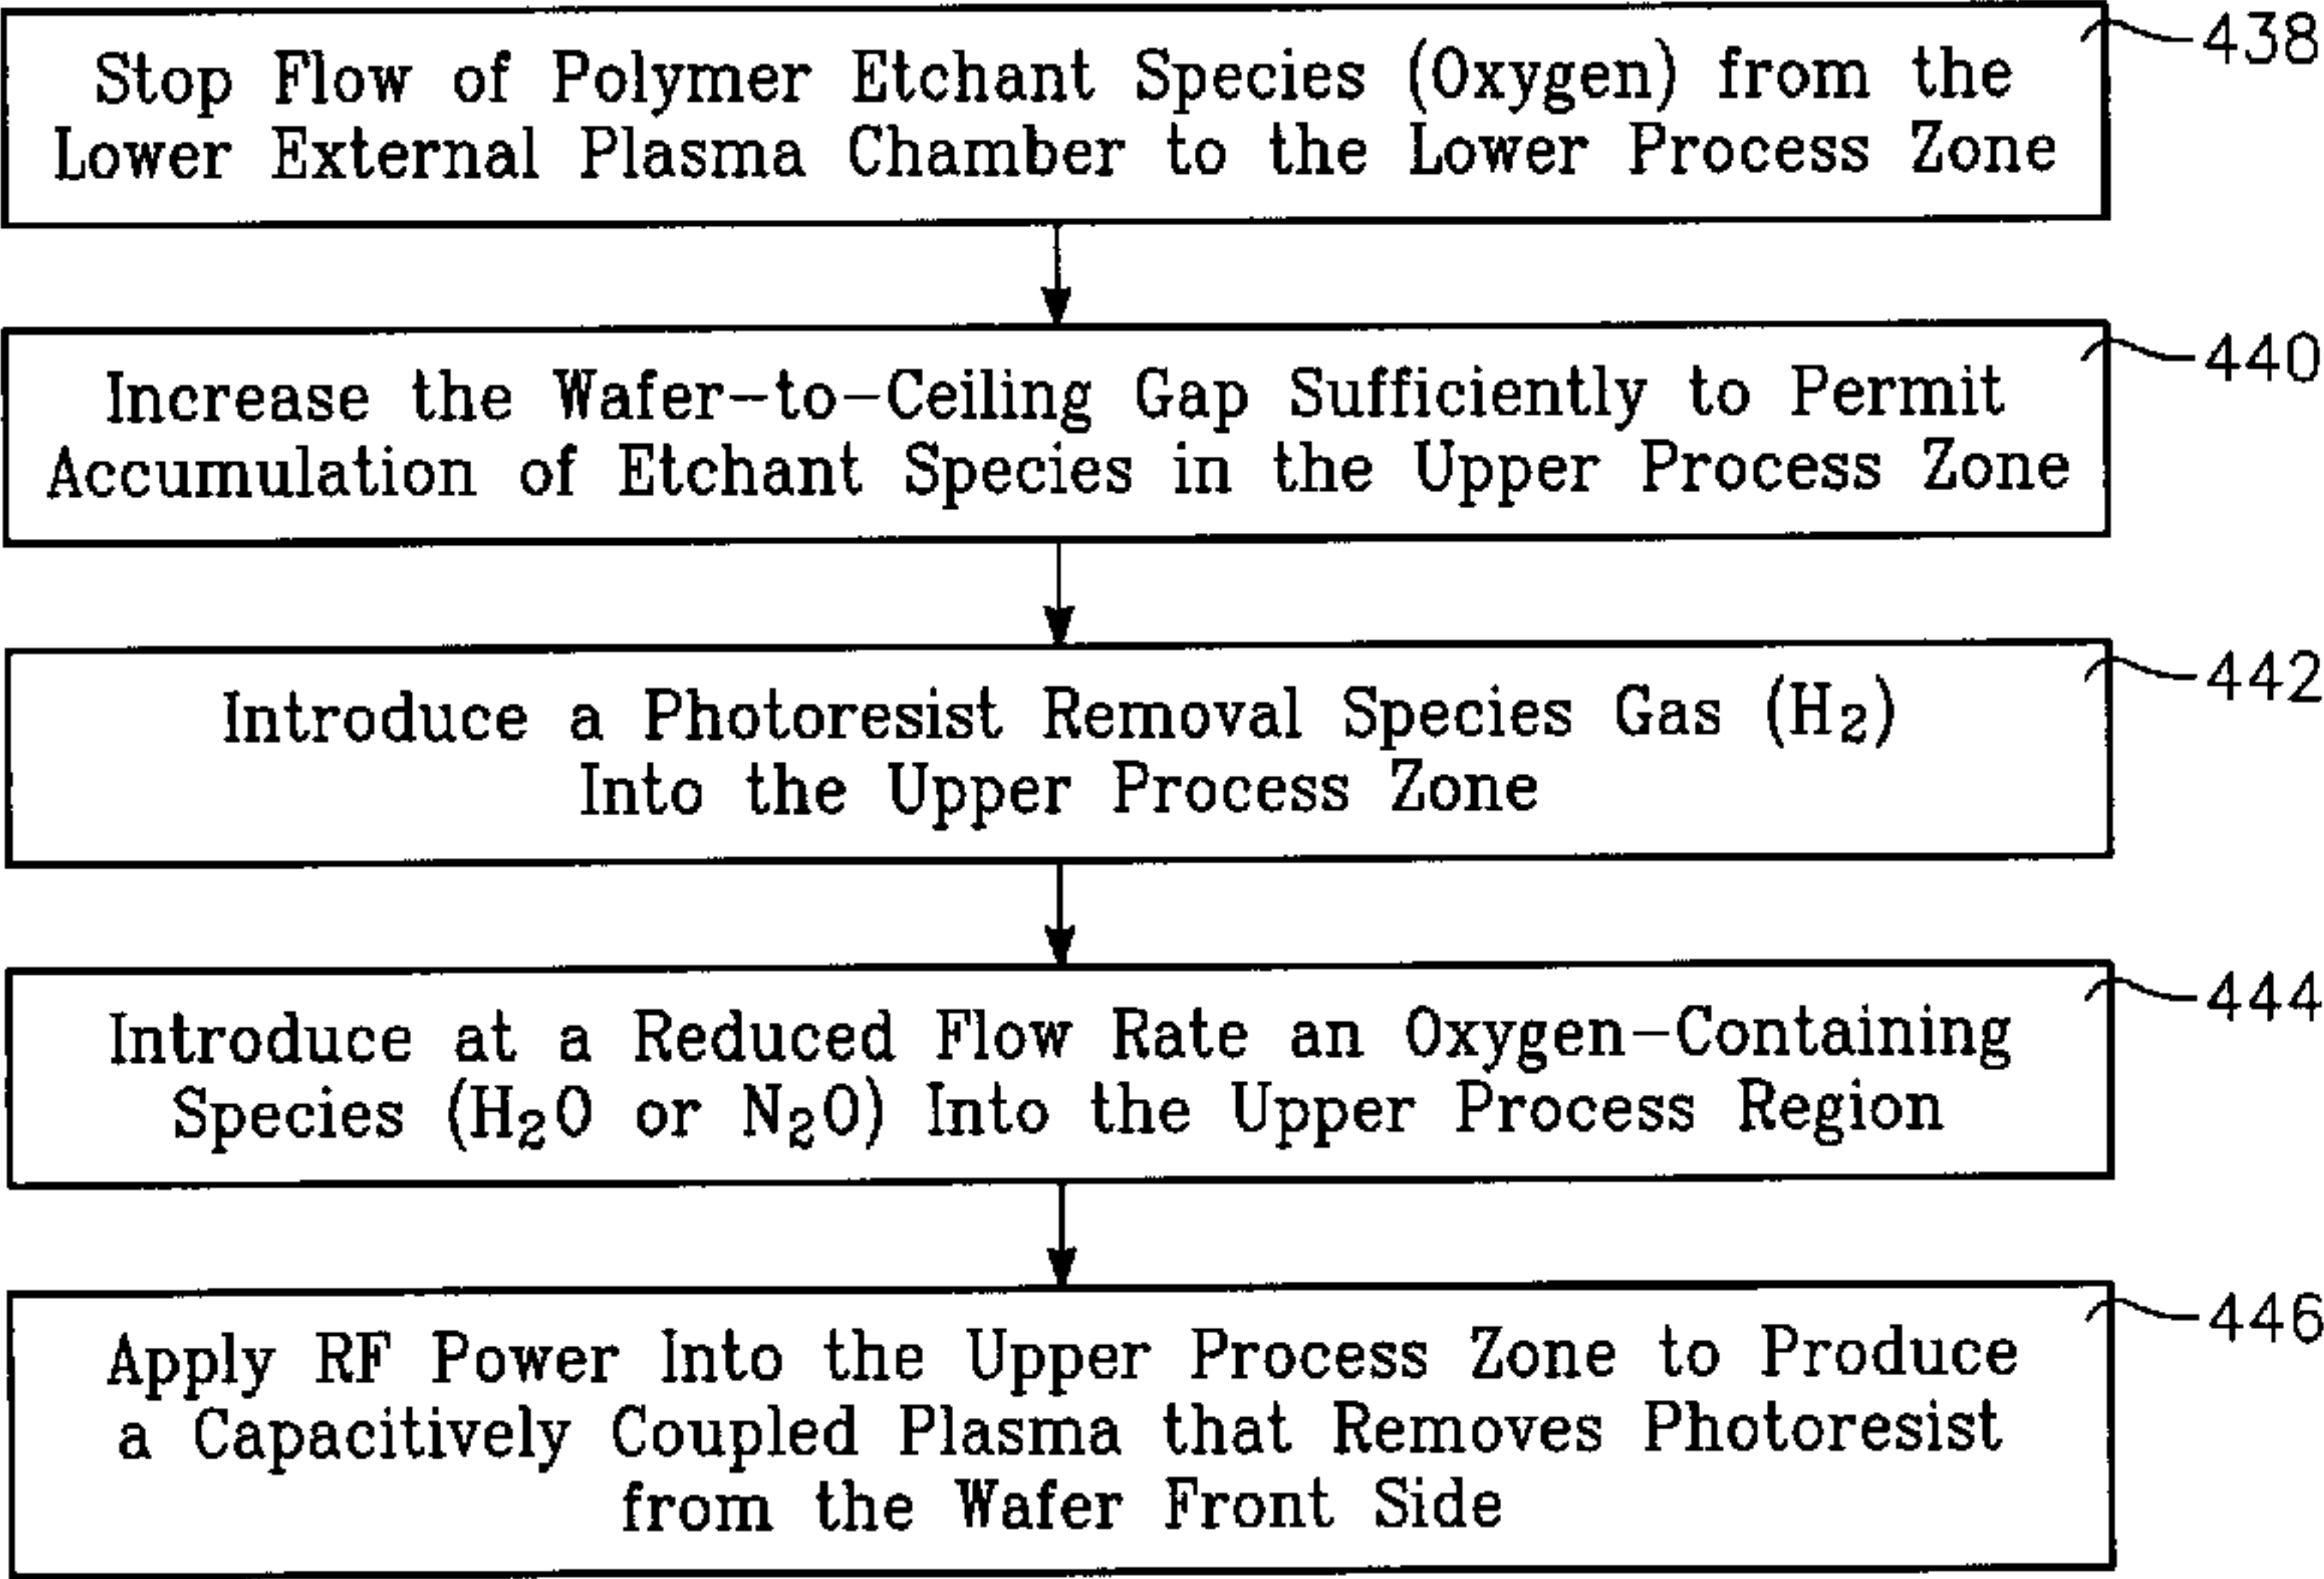 Stop Flow of Polymer Etchant Species (Oxygen) from the
Lower External Plasma Chamber to the Lower Process Zone
438
Increase the Wafer-to-Ceiling Gap Sufficiently to Permit
Accumulation of Etchant Species in the Upper Process Zone
440
Introduce a Photoresist Removal Species Gas (H2)
Into the Upper Process Zone
442
Introduce at a Reduced Flow Rate an Oxygen-Containing
Species (H2O or N2O) Into the Upper Process Region
444
Apply RF Power Into the Upper Process Zone to Produce
a Capacitively Coupled Plasma that Removes Photoresist
from the Wafer Front Side
446